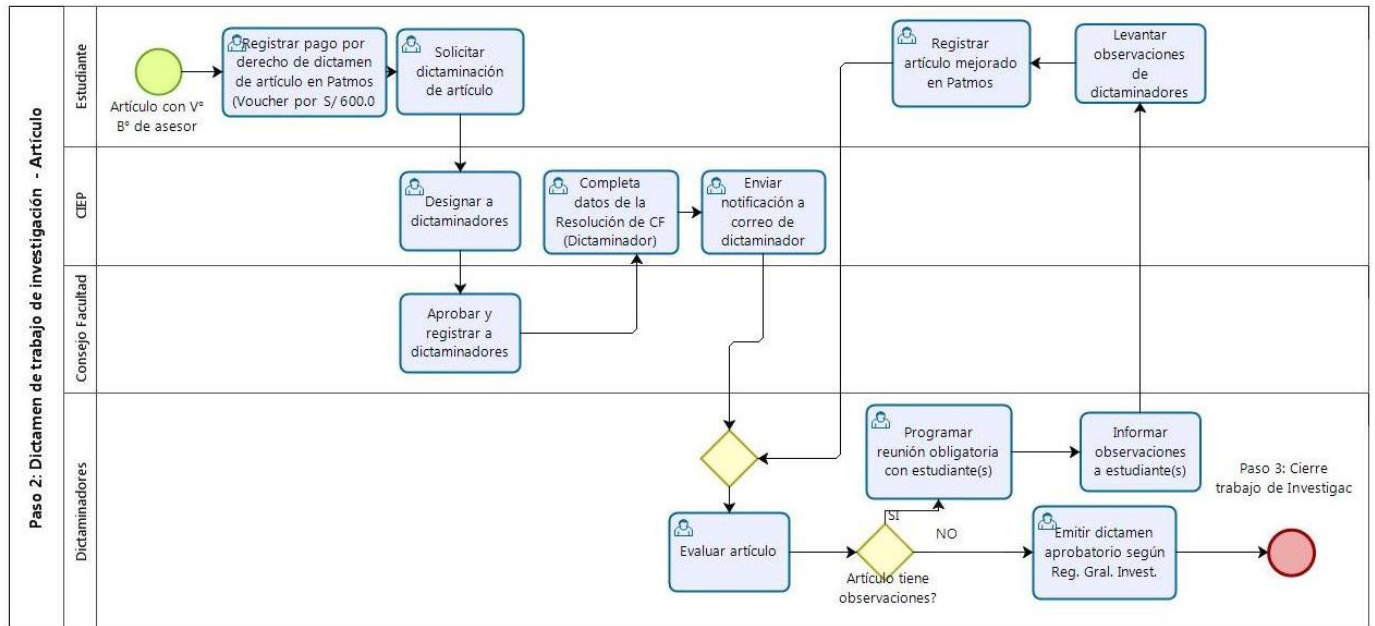 Paso 2: Dictamen de trabajo de investigación - Artículo
Estudiante
Artículo con V°
B° de asesor
Registrar pago por
derecho de dictamen
de artículo en Patmos
(Voucher por S/ 600.0
Solicitar
dictaminación
de artículo
Registrar
artículo mejorado
en Patmos
Levantar
observaciones de
dictaminadores
CIEP
Designar a
dictaminadores
Completa
datos de la
Resolución de CF
(Dictaminador)
Enviar
notificación a
correo de
dictaminador
Consejo Facultad
Aprobar y
registrar a
dictaminadores
Dictaminadores
Evaluar artículo
Artículo tiene
observaciones?
SI
NO
Programar
reunión obligatoria
con estudiante(s)
Informar
observaciones
a estudiante(s)
Emitir dictamen
aprobatorio según
Reg. Gral. Invest.
Paso 3: Cierre
trabajo de Investigac